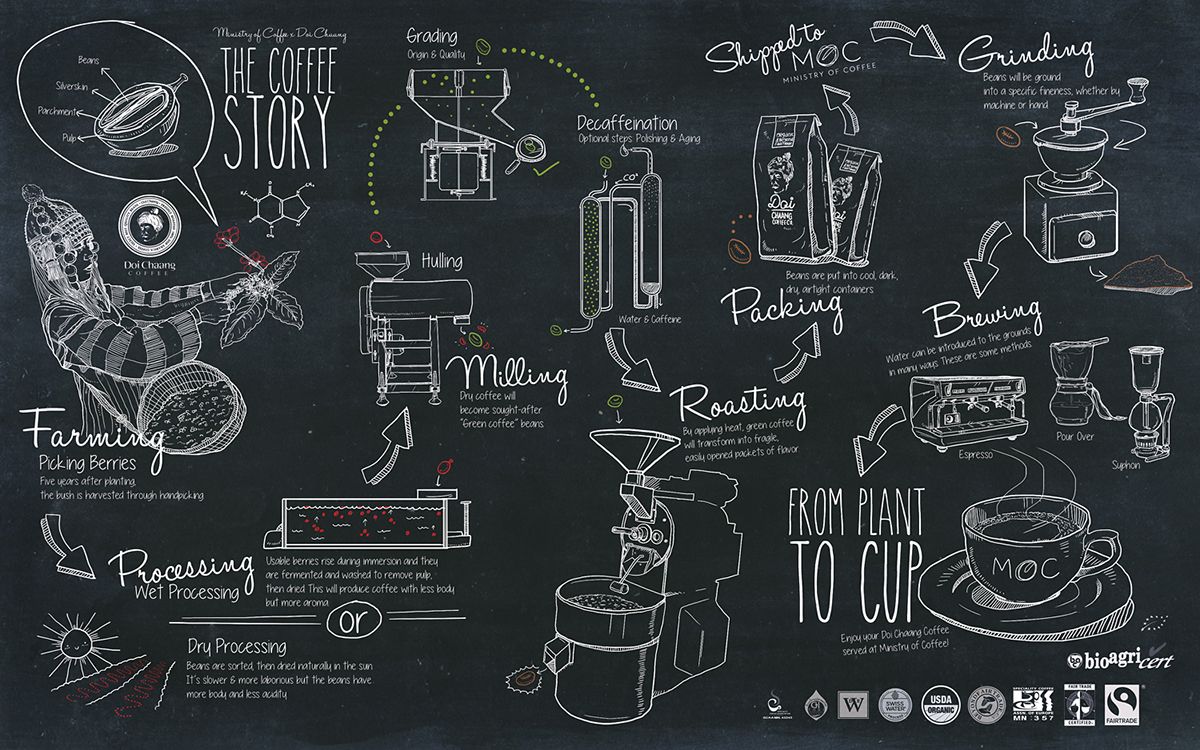 Ministry of Coffee x Doi Chaang
THE COFFEE
STORY
Beans
Silverskin
Parchment
Pulp
Doi Chaang
COFFEE
Farming
Picking Berries
Five years after planting,
the bush is harvested through handpicking
Processing
Wet Processing
Usable berries rise during immersion and they
are fermented and washed to remove pulp,
then dried. This will produce coffee with less body
but more aroma
or
Dry Processing
Beans are sorted, then dried naturally in the sun
It's slower & more laborious but the beans have
more body and less acidity
Hulling
Milling
Dry coffee will
become sought-after
"Green coffee" beans
Grading
Origin & Quality
Decaffeination
Optional steps: Polishing & Aging
CO²
Water & Caffeine
Roasting
By applying heat, green coffee
will transform into fragile,
easily opened packets of flavor
Packing
Beans are put into cool, dark,
dry, airtight containers
Doi
CHAANG
COFFEE CO.
Shipped to
MOC
MINISTRY OF COFFEE
Grinding
Beans will be ground
into a specific fineness, whether by
machine or hand
Brewing
Water can be introduced to the grounds
in many ways. These are some methods
Espresso
Pour Over
Syphon
FROM PLANT
TO CUP
MOC
Enjoy your Doi Chaang Coffee
served at Ministry of Coffee!
bioagricert
W
SWISS
WATER
USDA
ORGANIC
SPECIALITY COFFEE
ASSN. OF EUROPE
MN: 357
FAIR TRADE
CERTIFIED
FAIRTRADE